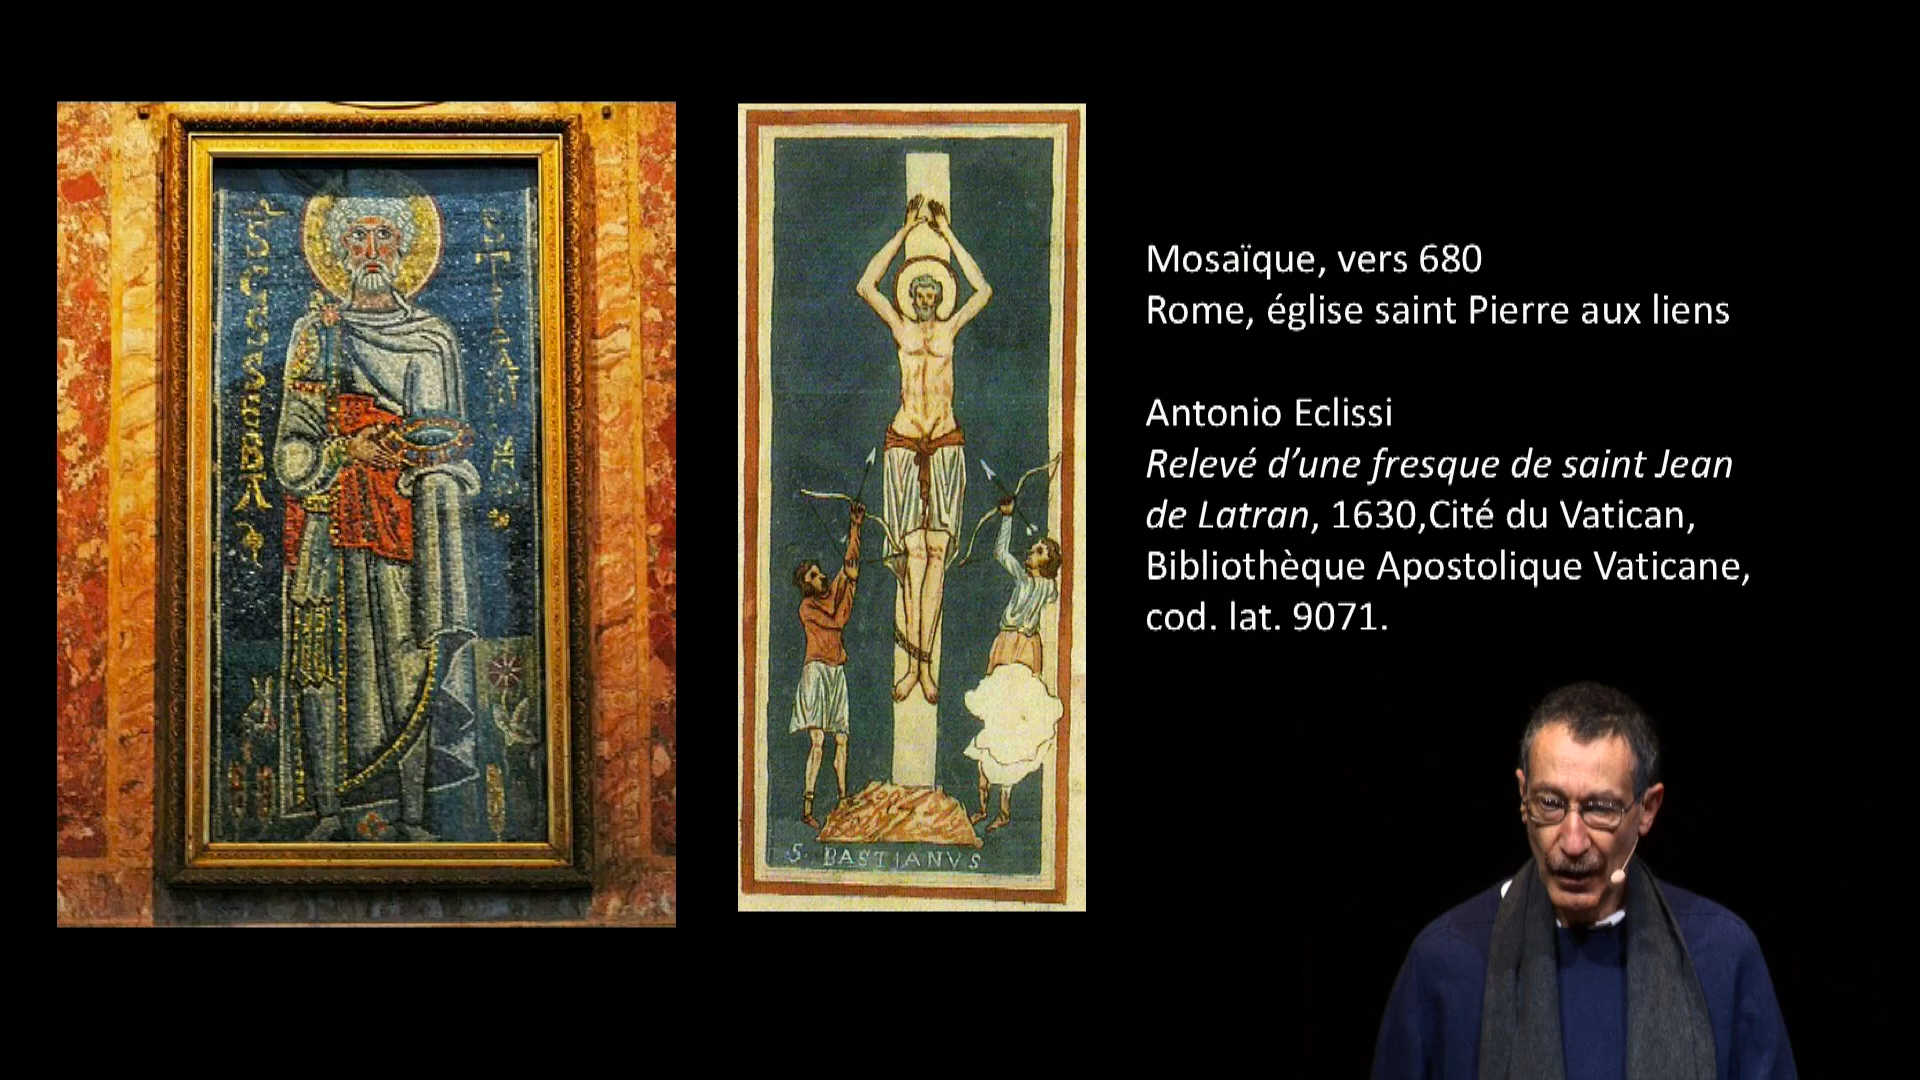 S
C
S
S
E
B
A
S
T
I
A
N
S. BASTIANVS
Mosaïque, vers 680
Rome, église saint Pierre aux liens
Antonio Eclissi
Relevé d’une fresque de saint Jean
de Latran, 1630,Cité du Vatican,
Bibliothèque Apostolique Vaticane,
cod. lat. 9071.